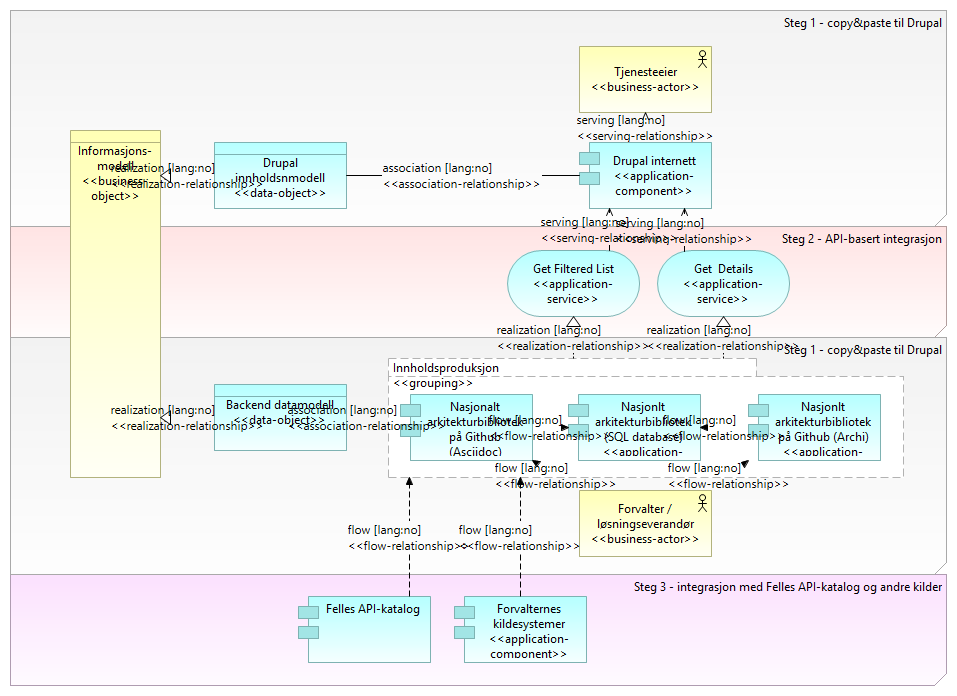 Steg 1 - copy&paste til Drupal
Tjenesteeier
<<business-actor>>
serving [lang:no]
<<serving-relationship>>
Informasjons-
modell
<<business-
object>>
realization [lang:no]
<<realization-relationship>>
Drupal
innholdsnmodell
<<data-object>>
association [lang:no]
<<association-relationship>>
Drupal internett
<<application-
component>>
serving [lang:no]
<<serving-relationship>>
serving [lang:no]
<<serving-relationship>>
Steg 2 - API-basert integrasjon
Get Filtered List
<<application-
service>>
Get  Details
<<application-
service>>
realization [lang:no]
<<realization-relationship>>
realization [lang:no]
<<realization-relationship>>
Steg 1 - copy&paste til Drupal
Innholdsproduksjon
<<grouping>>
realization [lang:no]
<<realization-relationship>>
Backend datamodell
<<data-object>>
association [lang:no]
<<association-relationship>>
Nasjonalt
arkitekturbibliotek
på Github
(Asciidoc)
flow [lang:no]
<<flow-relationship>>
Nasjonlt
arkitekturbibliotek
(SQL database)
<<application-
flow [lang:no]
<<flow-relationship>>
Nasjonlt
arkitekturbibliotek
på Github (Archi)
<<application-
flow [lang:no]
<<flow-relationship>>
flow [lang:no]
<<flow-relationship>>
Forvalter /
løsningseverandør
<<business-actor>>
flow [lang:no]
<<flow-relationship>>
flow [lang:no]
<<flow-relationship>>
Steg 3 - integrasjon med Felles API-katalog og andre kilder
Felles API-katalog
Forvalternes
kildesystemer
<<application-
component>>